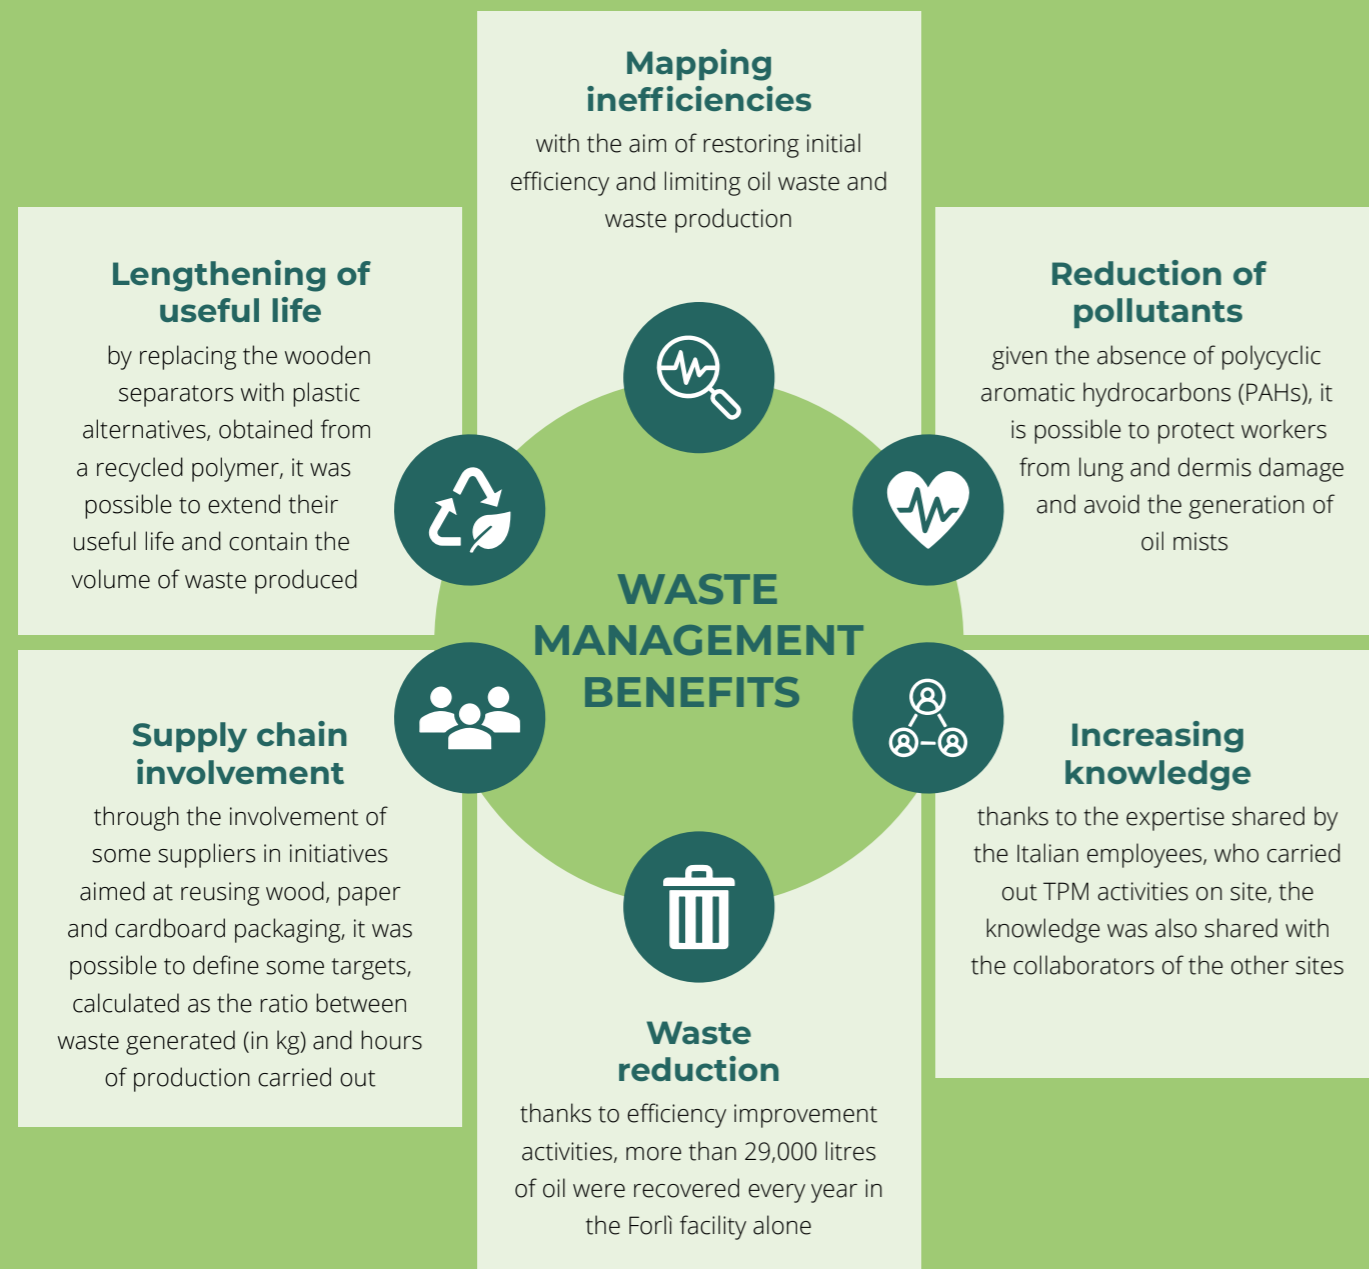 Mapping
inefficiencies
with the aim of restoring initial
efficiency and limiting oil waste and
waste production
Lengthening of
useful life
by replacing the wooden
separators with plastic
alternatives, obtained from
a recycled polymer, it was
possible to extend their
useful life and contain the
volume of waste produced
Reduction of
pollutants
given the absence of polycyclic
aromatic hydrocarbons (PAHs), it
is possible to protect workers
from lung and dermis damage
and avoid the generation of
oil mists
WASTE
MANAGEMENT
BENEFITS
Supply chain
involvement
through the involvement of
some suppliers in initiatives
aimed at reusing wood, paper
and cardboard packaging, it was
possible to define some targets,
calculated as the ratio between
waste generated (in kg) and hours
of production carried out
Increasing
knowledge
thanks to the expertise shared by
the Italian employees, who carried
out TPM activities on site, the
knowledge was also shared with
the collaborators of the other sites
Waste
reduction
thanks to efficiency improvement
activities, more than 29,000 litres
of oil were recovered every year in
the Forlì facility alone